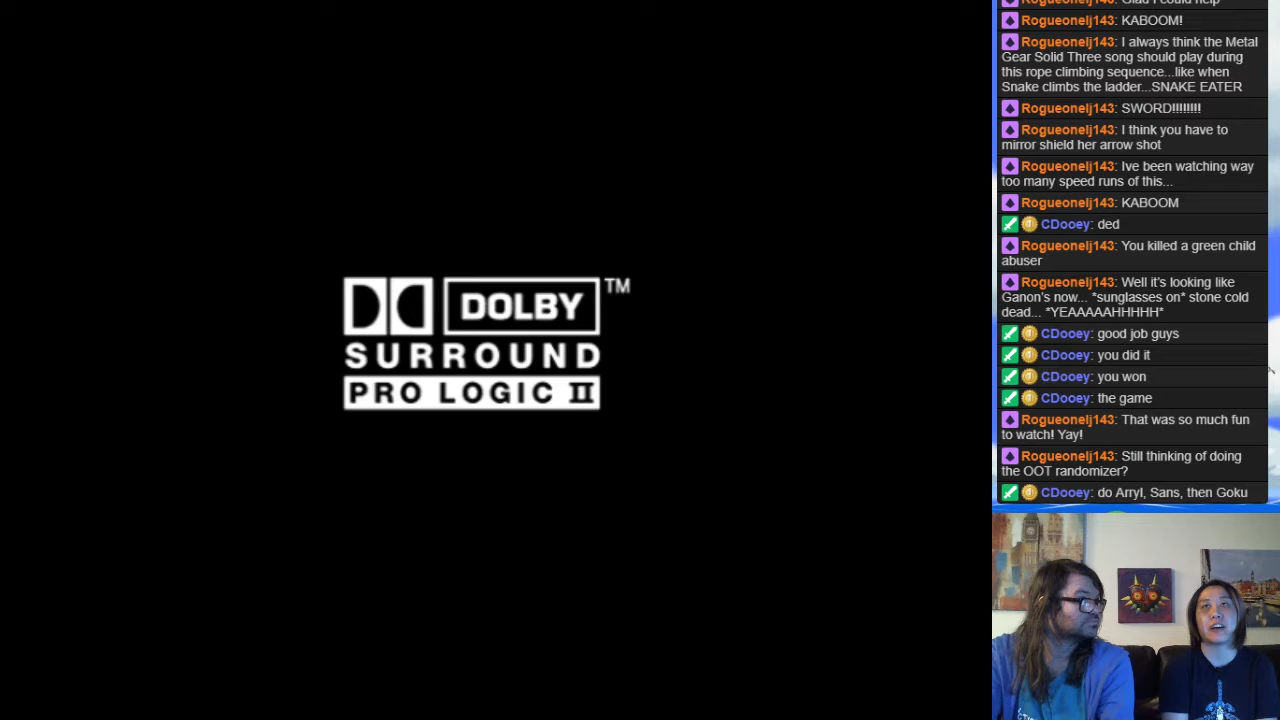 DOLBY
TM
SURROUND
PRO LOGIC II
Rogueonelj143: Glad I could help
Rogueonelj143: KABOOM!
Rogueonelj143: I always think the Metal
Gear Solid Three song should play during
this rope climbing sequence...like when
Snake climbs the ladder...SNAKE EATER
Rogueonelj143: SWORD!!!!!!!!
Rogueonelj143: I think you have to
mirror shield her arrow shot
Rogueonelj143: Ive been watching way
too many speed runs of this...
Rogueonelj143: KABOOM
CDooey: ded
Rogueonelj143: You killed a green child
abuser
Rogueonelj143: Well it's looking like
Ganon's now... *sunglasses on* stone cold
dead... *YEAAAAAHHHHH*
CDooey: good job guys
CDooey: you did it
CDooey: you won
CDooey: the game
Rogueonelj143: That was so much fun
to watch! Yay!
Rogueonelj143: Still thinking of doing
the OOT randomizer?
CDooey: do Arryl, Sans, then Goku